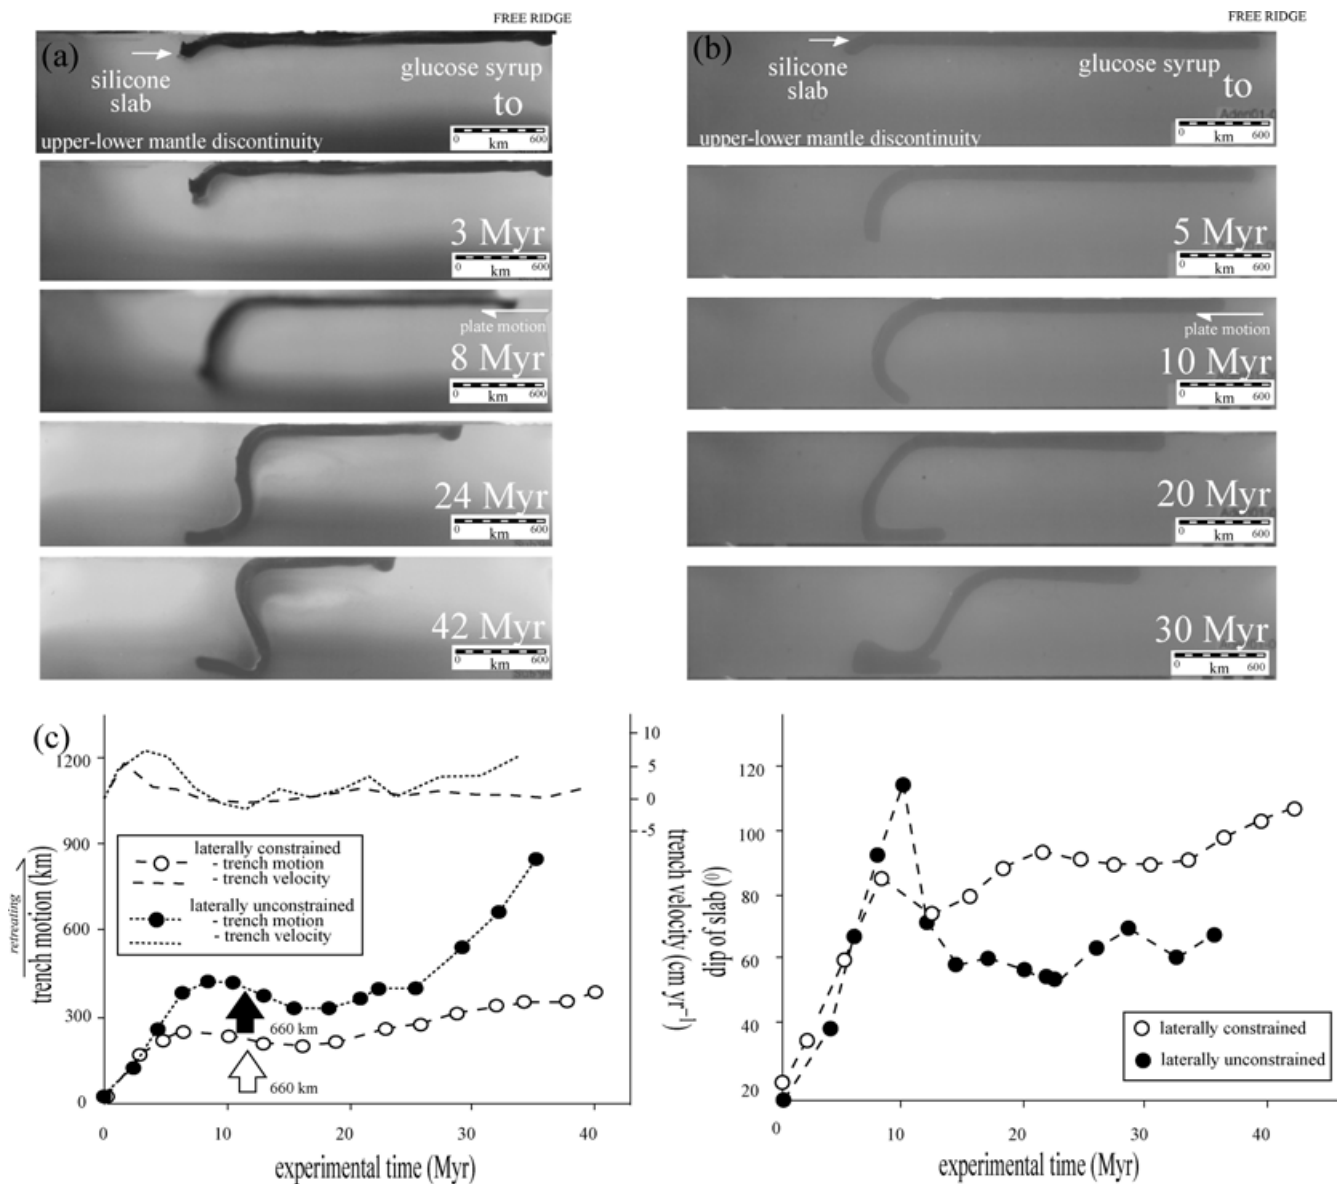 FREE RIDGE
(a)
silicone
slab
glucose syrup
to
upper-lower mantle discontinuity
0 600
km
3 Myr
0 600
km
plate motion
8 Myr
0 600
km
24 Myr
0 600
km
42 Myr
0 600
km
FREE RIDGE
(b)
silicone
slab
glucose syrup
to
upper-lower mantle discontinuity
0 600
km
5 Myr
0 600
km
plate motion
10 Myr
0 600
km
20 Myr
0 600
km
30 Myr
0 600
km
(c)
1200
900
600
300
0
retreating
trench motion (km)
laterally constrained
- trench motion
- trench velocity
laterally unconstrained
- trench motion
- trench velocity
660 km
660 km
10
5
0
-5
trench velocity (cm yr⁻¹)
0 10 20 30 40
experimental time (Myr)
120
100
80
60
40
20
dip of slab (°)
laterally constrained
laterally unconstrained
0 10 20 30 40
experimental time (Myr)